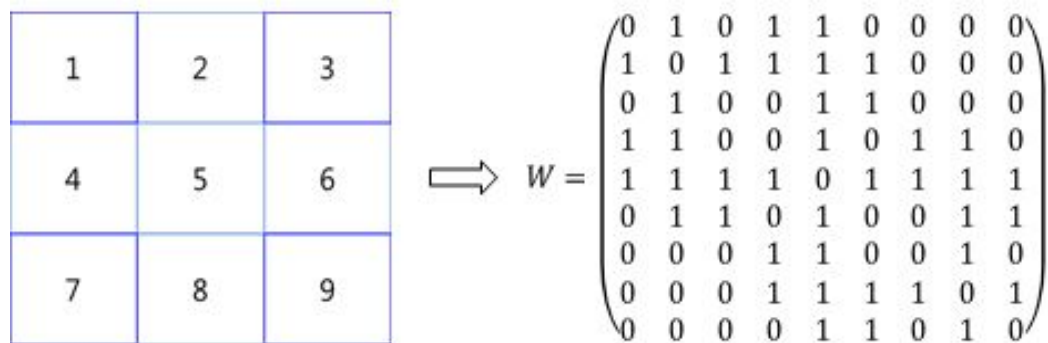 1 2 3
4 5 6
7 8 9
W =
0 1 0 1 1 0 0 0 0
1 0 1 1 1 1 0 0 0
0 1 0 0 1 1 0 0 0
1 1 0 0 1 0 1 1 0
1 1 1 1 0 1 1 1 1
0 1 1 0 1 0 0 1 1
0 0 0 1 1 0 0 1 0
0 0 0 1 1 1 1 0 1
0 0 0 0 1 1 0 1 0